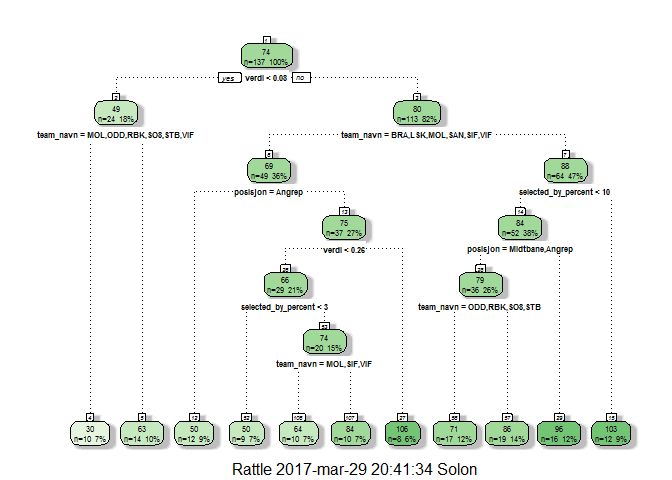 1
74
n=137 100%
yes verdi < 0.08 no
2
49
n=24 18%
3
80
n=113 82%
team_navn = MOL,ODD,RBK,SO8,STB,VIF
team_navn = BRA,LSK,MOL,SAN,SIF,VIF
6
69
n=49 36%
7
88
n=64 47%
posisjon = Angrep
selected_by_percent < 10
13
75
n=37 27%
14
84
n=52 38%
verdi < 0.26
posisjon = Midtbane,Angrep
26
66
n=29 21%
28
79
n=36 26%
selected_by_percent < 3
team_navn = ODD,RBK,SO8,STB
53
74
n=20 15%
team_navn = MOL,SIF,VIF
4
30
n=10 7%
5
63
n=14 10%
12
50
n=12 9%
52
50
n=9 7%
106
64
n=10 7%
107
84
n=10 7%
27
106
n=8 6%
56
71
n=17 12%
57
86
n=19 14%
29
96
n=16 12%
15
103
n=12 9%
Rattle 2017-mar-29 20:41:34 Solon